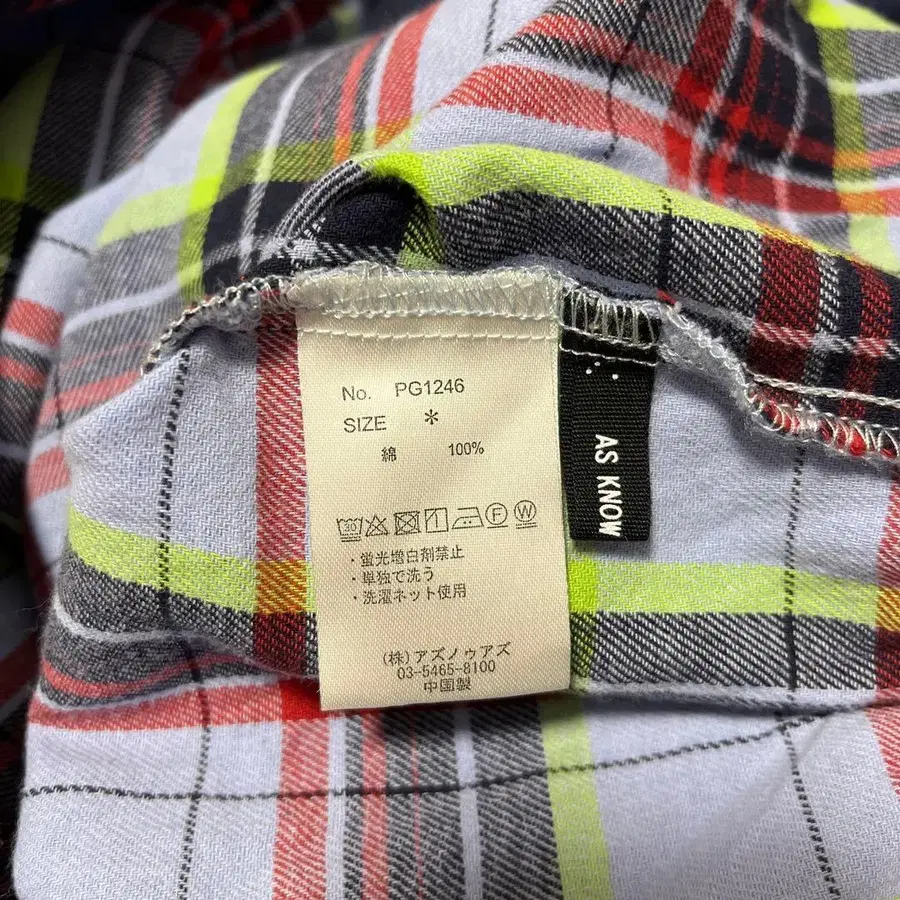 No. PG1246
SIZE *
綿 100%
30 F W
・蛍光増白剤禁止
・単独で洗う
・洗濯ネット使用
(株)アズノゥアズ
03-5465-8100
中国製
AS KNOW